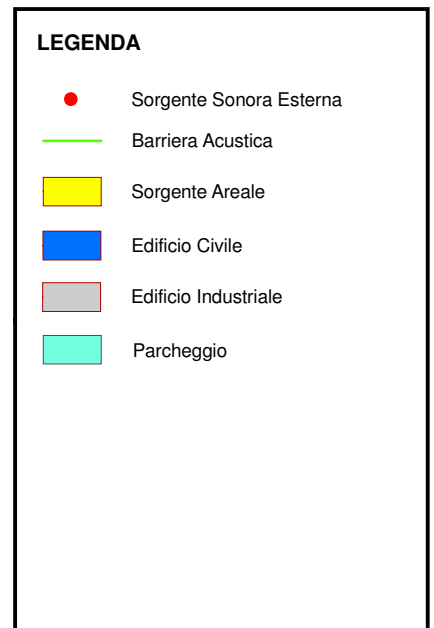 LEGENDA
Sorgente Sonora Esterna
Barriera Acustica
Sorgente Areale
Edificio Civile
Edificio Industriale
Parcheggio